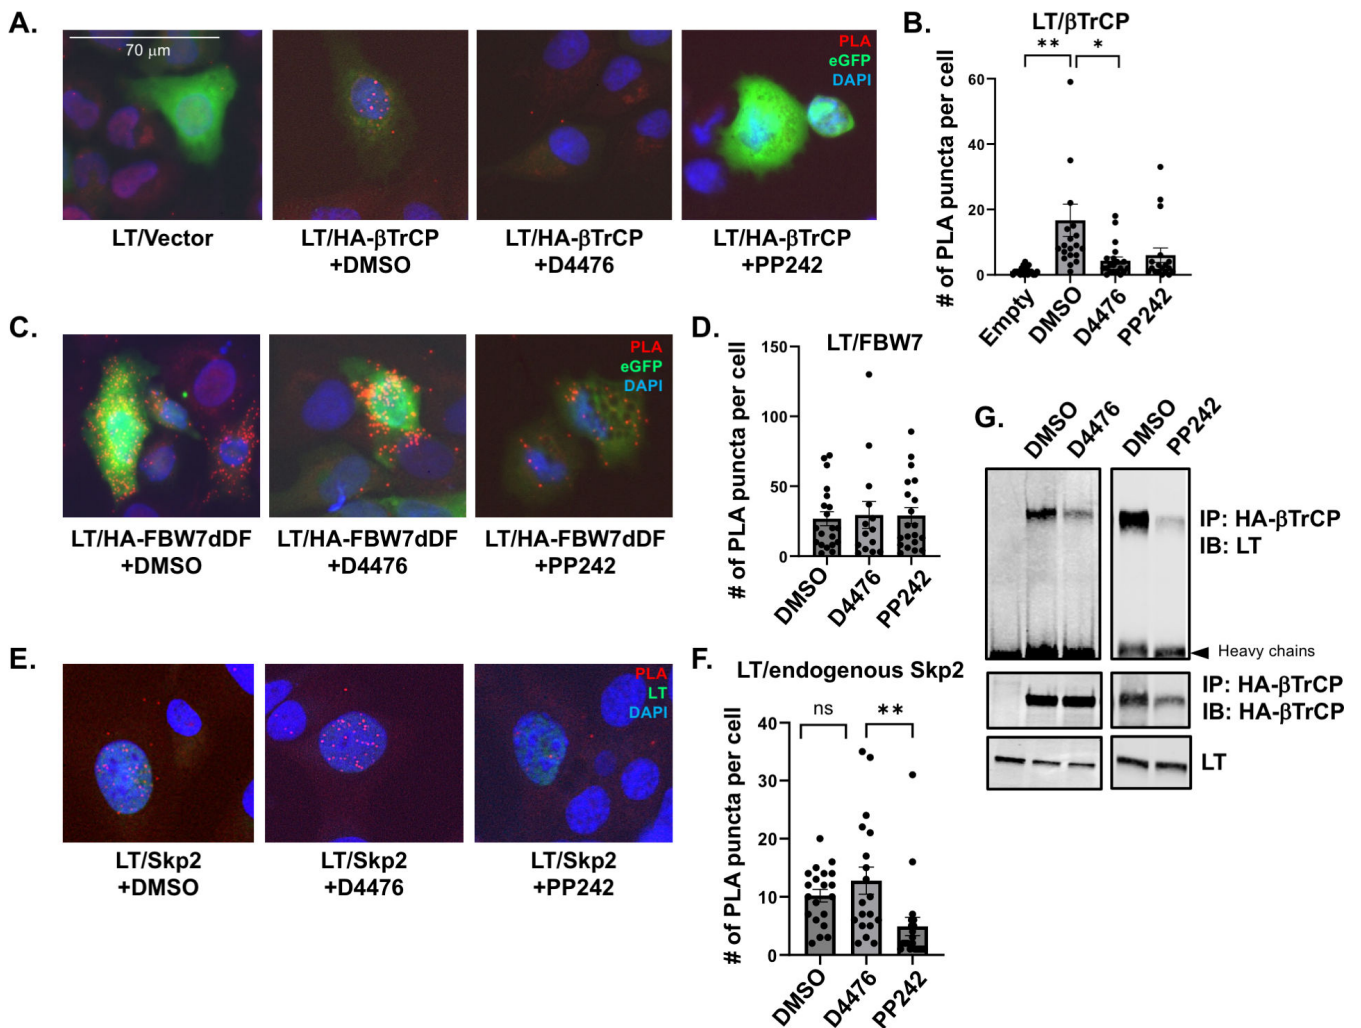 A.
70 μm
PLA
eGFP
DAPI
LT/Vector
LT/HA-βTrCP
+DMSO
LT/HA-βTrCP
+D4476
LT/HA-βTrCP
+PP242
B.
LT/βTrCP
**
*
# of PLA puncta per cell
60
40
20
0
Empty
DMSO
D4476
PP242
C.
PLA
eGFP
DAPI
LT/HA-FBW7dDF
+DMSO
LT/HA-FBW7dDF
+D4476
LT/HA-FBW7dDF
+PP242
D.
LT/FBW7
# of PLA puncta per cell
150
100
50
0
DMSO
D4476
PP242
E.
PLA
LT
DAPI
LT/Skp2
+DMSO
LT/Skp2
+D4476
LT/Skp2
+PP242
F.
LT/endogenous Skp2
ns
**
# of PLA puncta per cell
40
30
20
10
0
DMSO
D4476
PP242
G.
DMSO
D4476
DMSO
PP242
IP: HA-βTrCP
IB: LT
Heavy chains
IP: HA-βTrCP
IB: HA-βTrCP
LT